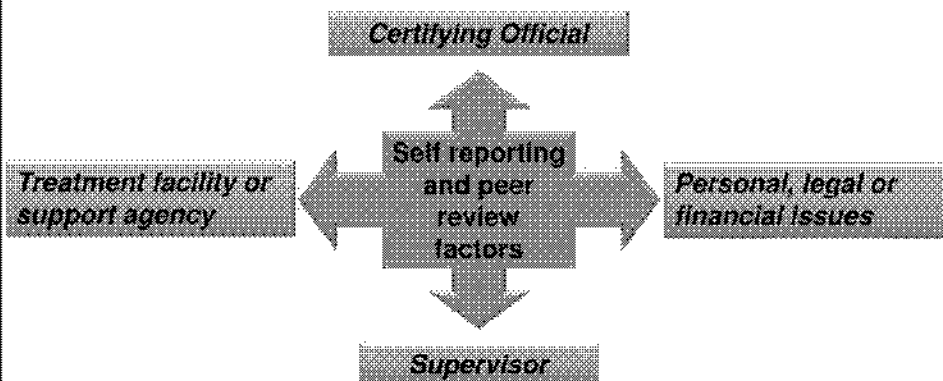 Certifying Official
Treatment facility or
support agency
Self reporting
and peer
review
factors
Personal, legal or
financial issues
Supervisor